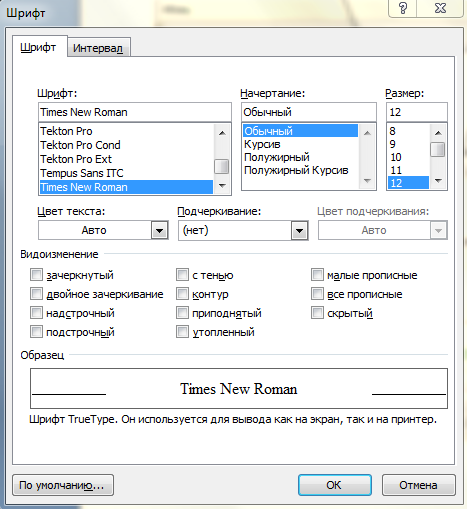 Шрифт
Шрифт Интервал
Шрифт: Начертание: Размер:
Times New Roman Обычный 12
Tekton Pro Обычный 8
Tekton Pro Cond Курсив 9
Tekton Pro Ext Полужирный 10
Tempus Sans ITC Полужирный Курсив 11
Times New Roman 12
Цвет текста: Подчеркивание: Цвет подчеркивания:
Авто (нет) Авто
Видоизменение
зачеркнутый с тенью малые прописные
двойное зачеркивание контур все прописные
надстрочный приподнятый скрытый
подстрочный утопленный
Образец
Times New Roman
Шрифт TrueType. Он используется для вывода как на экран, так и на принтер.
По умолчанию... ОК Отмена